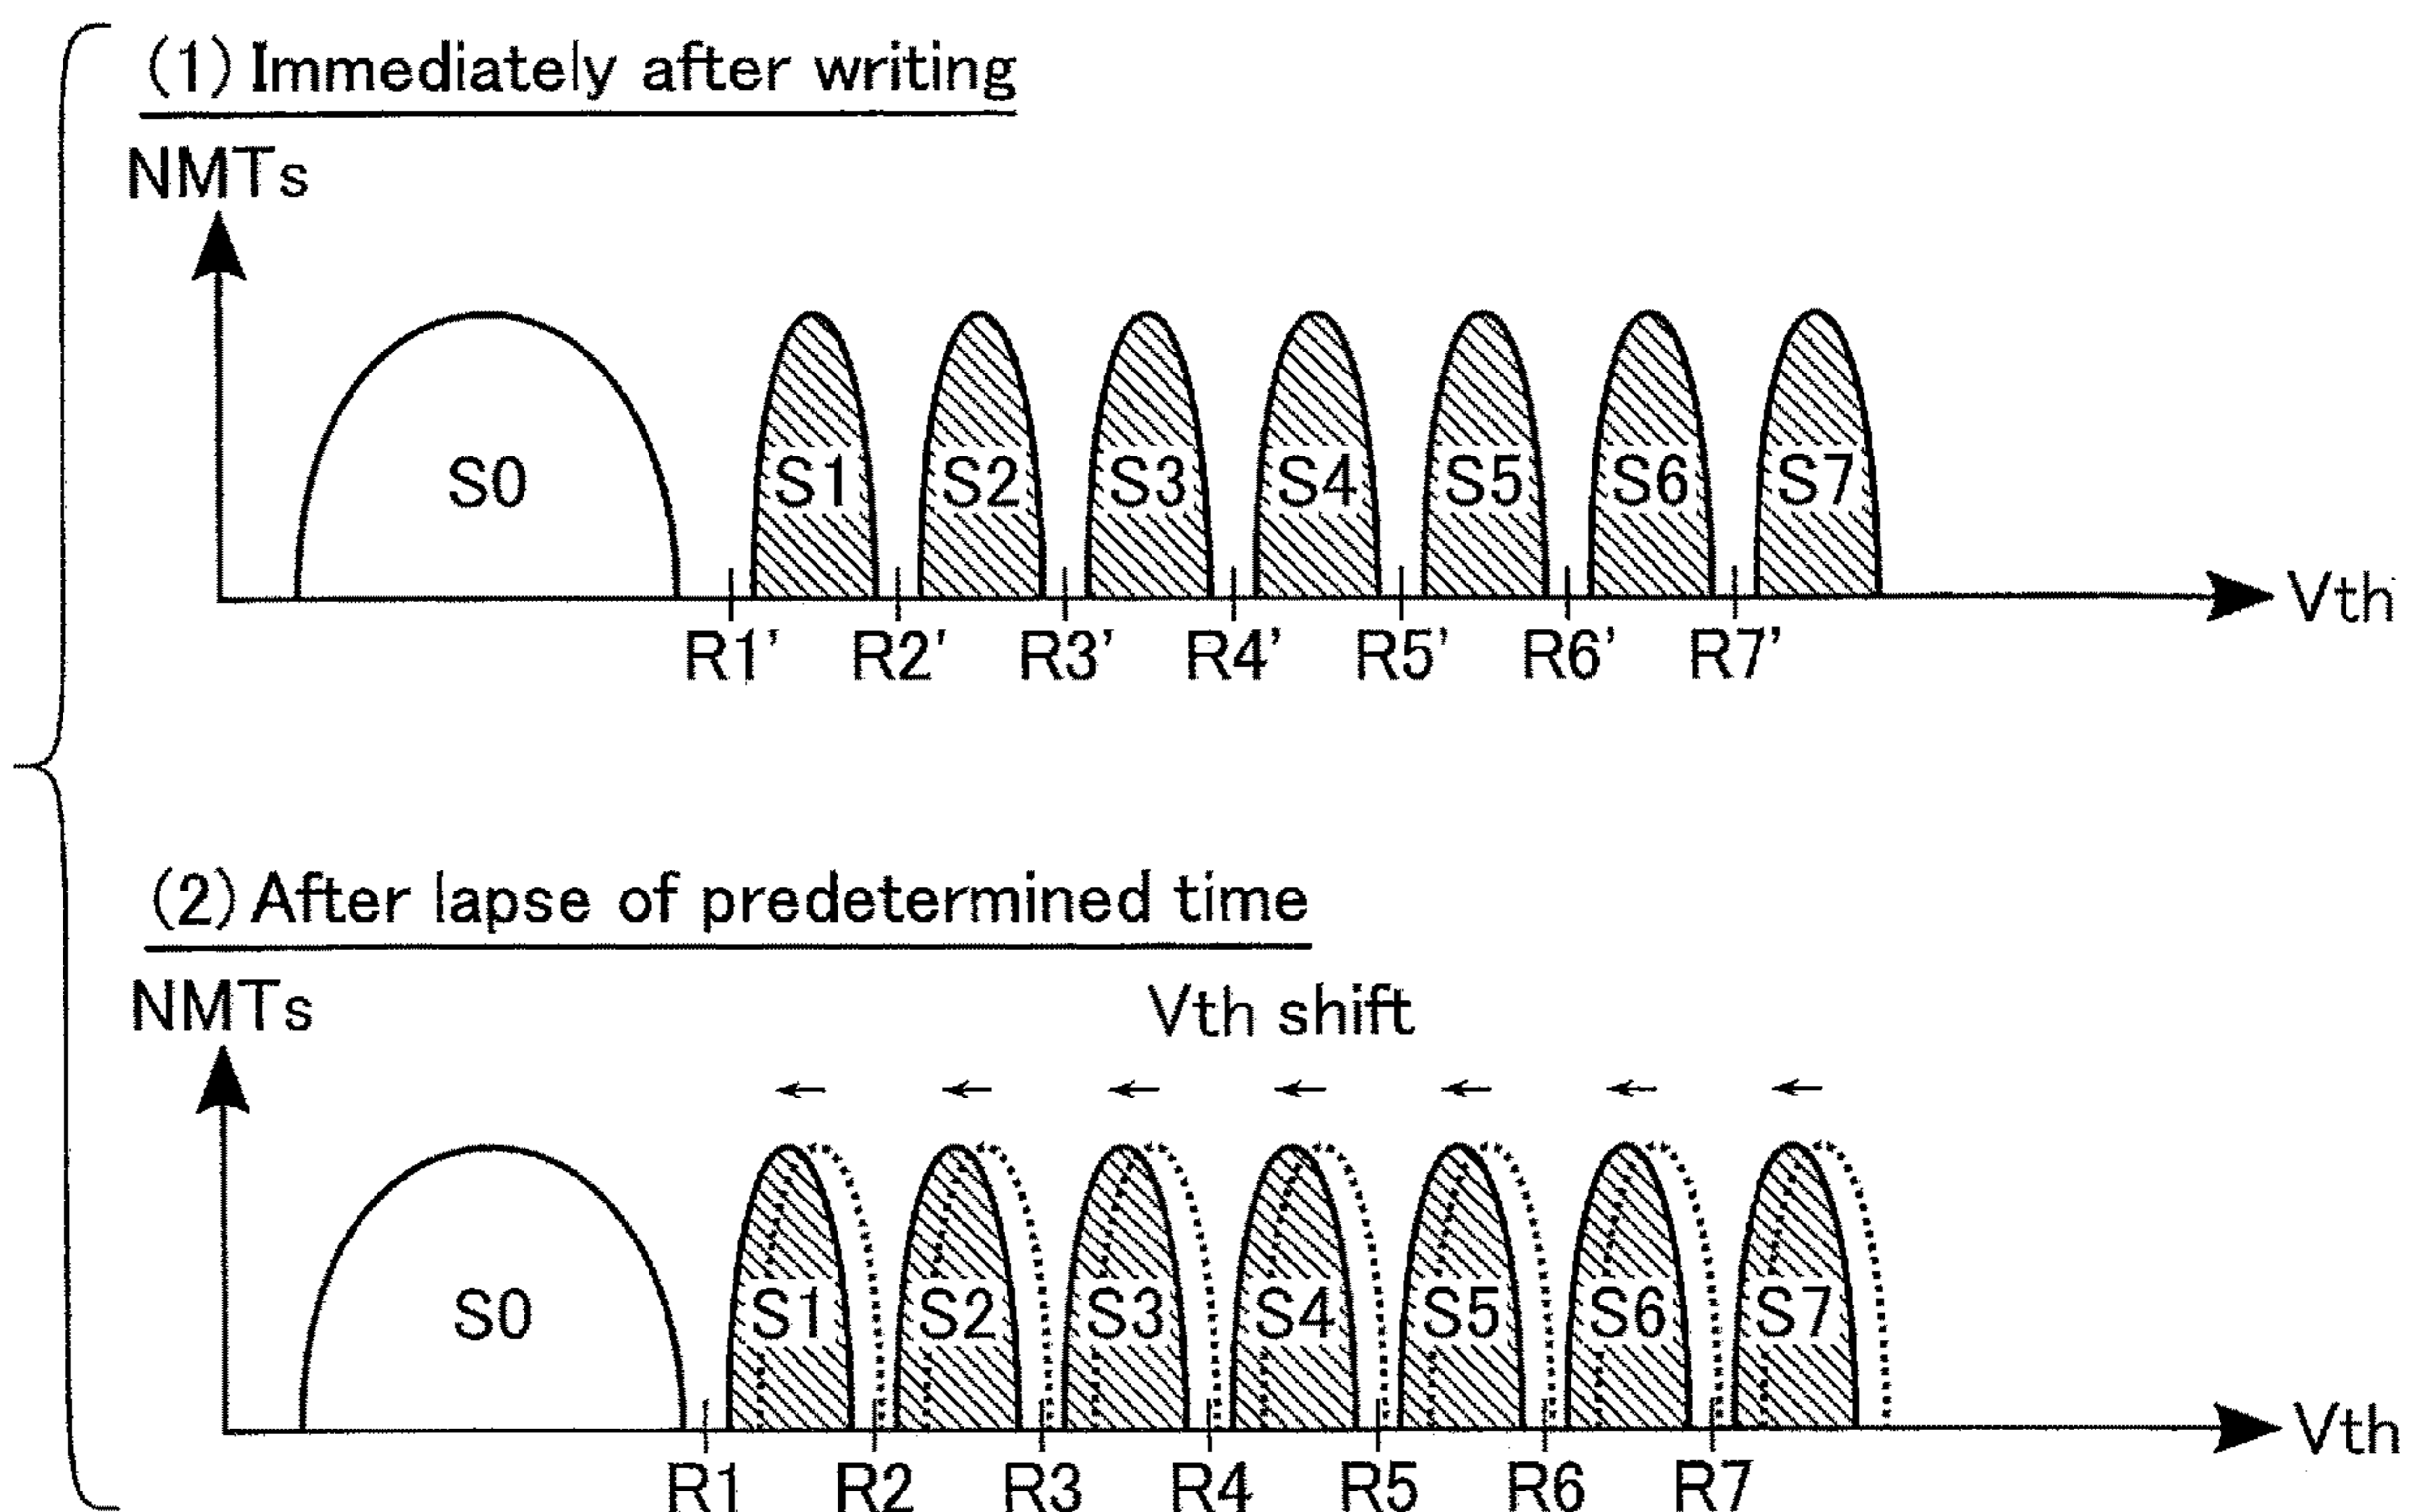 (1) Immediately after writing
NMTs
S0 S1 S2 S3 S4 S5 S6 S7
Vth
R1' R2' R3' R4' R5' R6' R7'
(2) After lapse of predetermined time
NMTs
Vth shift
S0 S1 S2 S3 S4 S5 S6 S7
Vth
R1 R2 R3 R4 R5 R6 R7